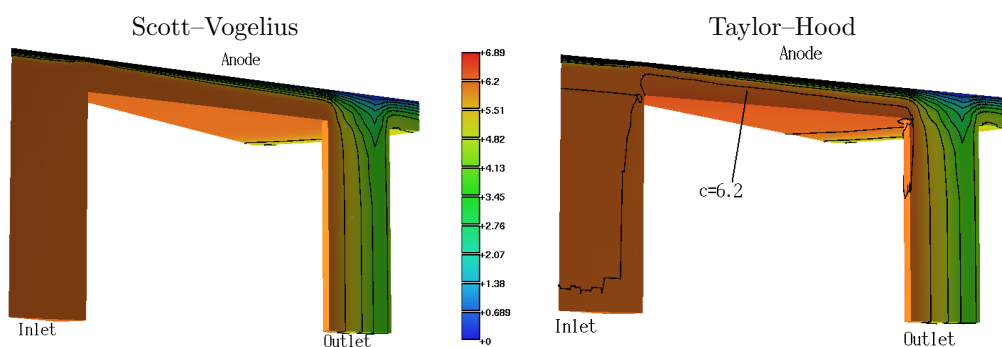 Scott–Vogelius
Taylor–Hood
Anode
Anode
+6.89
+6.2
+5.51
+4.82
+4.13
+3.45
+2.76
+2.07
+1.38
+0.689
+0
c=6.2
Inlet
Outlet
Inlet
Outlet